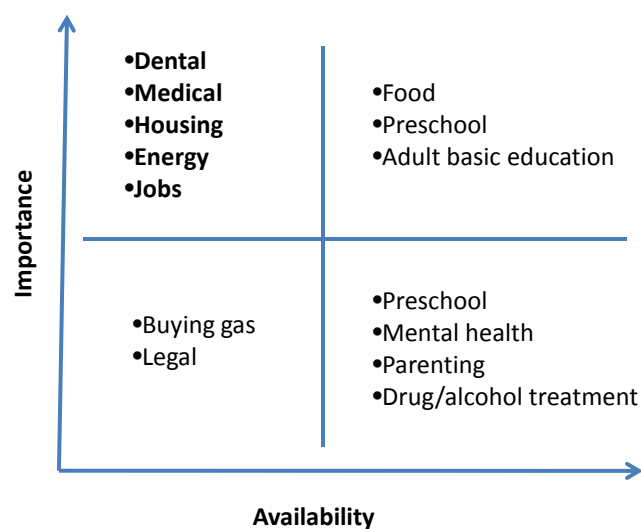 •Dental
•Medical
•Housing
•Energy
•Jobs
•Food
•Preschool
•Adult basic education
Importance
•Buying gas
•Legal
•Preschool
•Mental health
•Parenting
•Drug/alcohol treatment
Availability